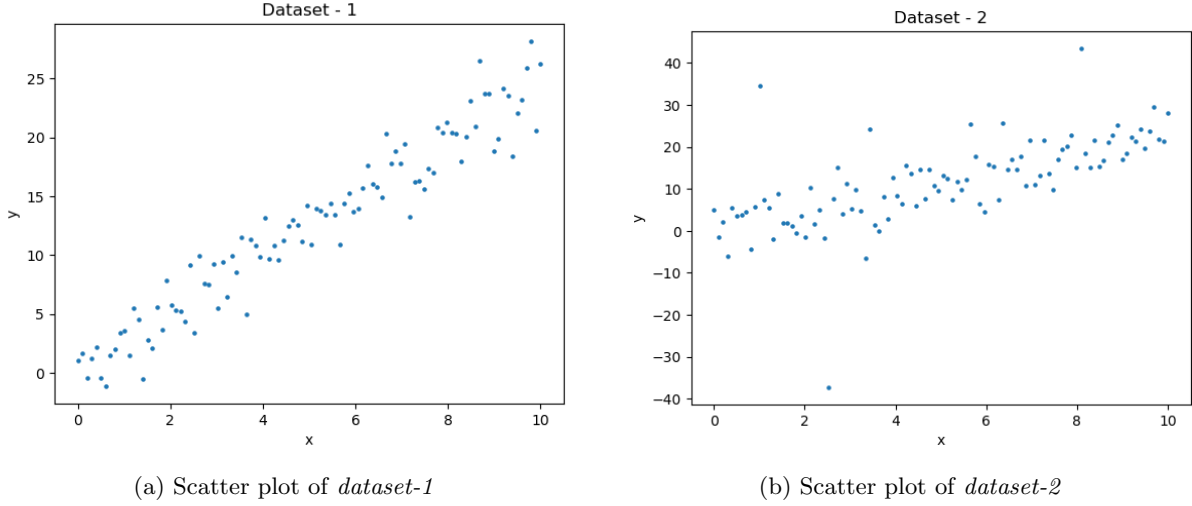 Dataset - 1
25
20
15
10
5
0
y
0 2 4 6 8 10
x
(a) Scatter plot of dataset-1
Dataset - 2
40
30
20
10
0
−10
−20
−30
−40
y
0 2 4 6 8 10
x
(b) Scatter plot of dataset-2